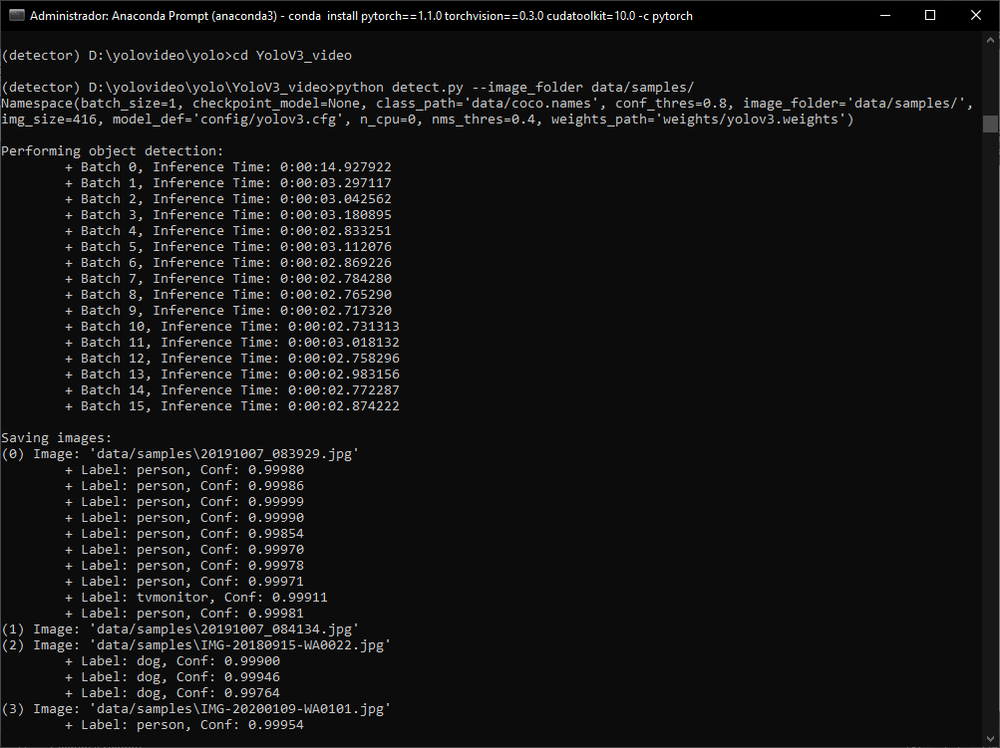 Administrador: Anaconda Prompt (anaconda3) - conda  install pytorch==1.1.0 torchvision==0.3.0 cudatoolkit=10.0 -c pytorch
(detector) D:\yolovideo\yolo>cd YoloV3_video
(detector) D:\yolovideo\yolo\YoloV3_video>python detect.py --image_folder data/samples/
Namespace(batch_size=1, checkpoint_model=None, class_path='data/coco.names', conf_thres=0.8, image_folder='data/samples/',
img_size=416, model_def='config/yolov3.cfg', n_cpu=0, nms_thres=0.4, weights_path='weights/yolov3.weights')
Performing object detection:
+ Batch 0, Inference Time: 0:00:14.927922
+ Batch 1, Inference Time: 0:00:03.297117
+ Batch 2, Inference Time: 0:00:03.042562
+ Batch 3, Inference Time: 0:00:03.180895
+ Batch 4, Inference Time: 0:00:02.833251
+ Batch 5, Inference Time: 0:00:03.112076
+ Batch 6, Inference Time: 0:00:02.869226
+ Batch 7, Inference Time: 0:00:02.784280
+ Batch 8, Inference Time: 0:00:02.765290
+ Batch 9, Inference Time: 0:00:02.717320
+ Batch 10, Inference Time: 0:00:02.731313
+ Batch 11, Inference Time: 0:00:03.018132
+ Batch 12, Inference Time: 0:00:02.758296
+ Batch 13, Inference Time: 0:00:02.983156
+ Batch 14, Inference Time: 0:00:02.772287
+ Batch 15, Inference Time: 0:00:02.874222
Saving images:
(0) Image: 'data/samples\20191007_083929.jpg'
+ Label: person, Conf: 0.99980
+ Label: person, Conf: 0.99986
+ Label: person, Conf: 0.99999
+ Label: person, Conf: 0.99990
+ Label: person, Conf: 0.99854
+ Label: person, Conf: 0.99970
+ Label: person, Conf: 0.99978
+ Label: person, Conf: 0.99971
+ Label: tvmonitor, Conf: 0.99911
+ Label: person, Conf: 0.99981
(1) Image: 'data/samples\20191007_084134.jpg'
(2) Image: 'data/samples\IMG-20180915-WA0022.jpg'
+ Label: dog, Conf: 0.99900
+ Label: dog, Conf: 0.99946
+ Label: dog, Conf: 0.99764
(3) Image: 'data/samples\IMG-20200109-WA0101.jpg'
+ Label: person, Conf: 0.99954